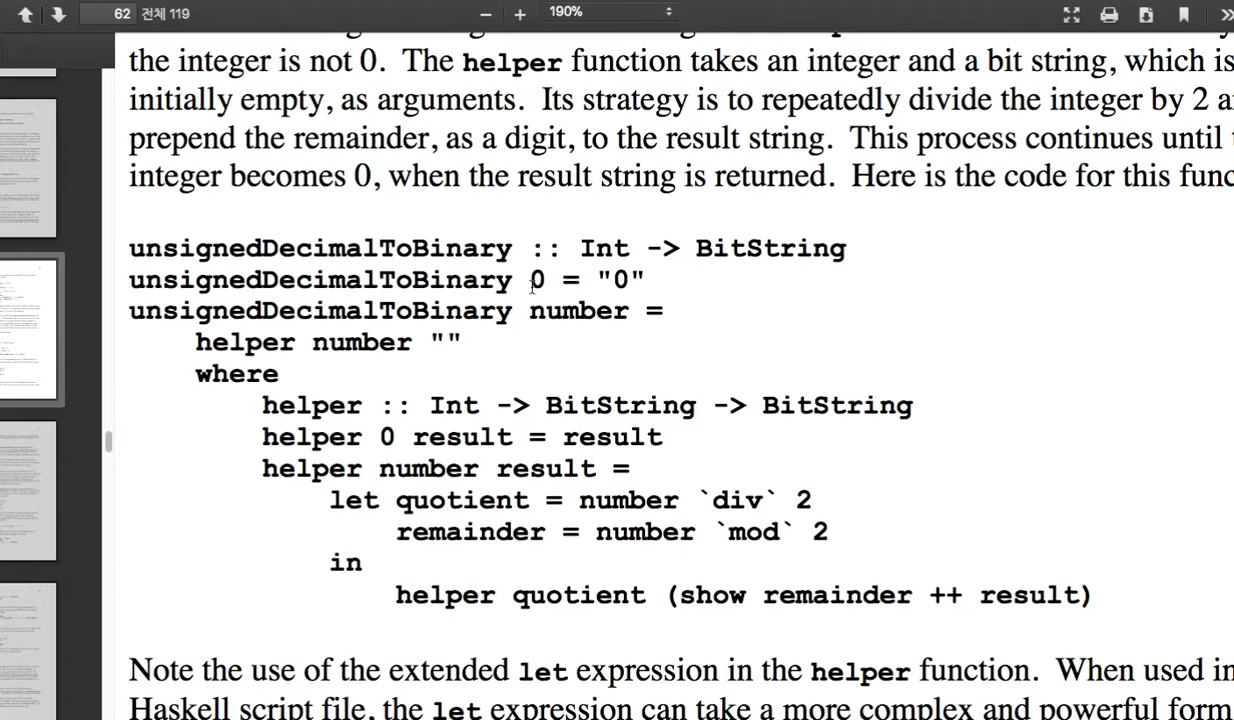 62 전체 119
190%
the integer is not 0. The helper function takes an integer and a bit string, which is
initially empty, as arguments. Its strategy is to repeatedly divide the integer by 2
prepend the remainder, as a digit, to the result string. This process continues until
integer becomes 0, when the result string is returned. Here is the code for this
unsignedDecimalToBinary :: Int -> BitString
unsignedDecimalToBinary 0 = "0"
unsignedDecimalToBinary number =
helper number ""
where
helper :: Int -> BitString -> BitString
helper 0 result = result
helper number result =
let quotient = number `div` 2
remainder = number `mod` 2
in
helper quotient (show remainder ++ result)
Note the use of the extended let expression in the helper function. When used in
Haskell script file, the let expression can take a more complex and powerful form